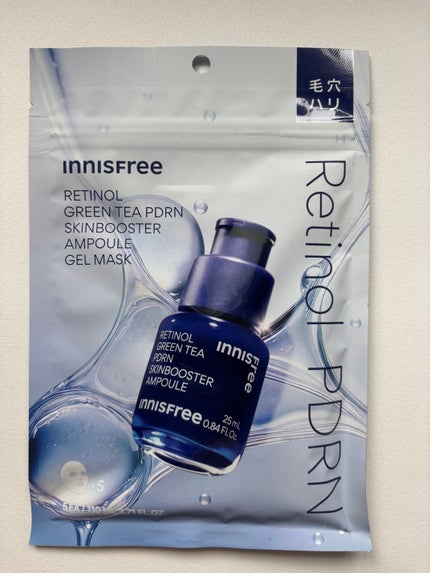 毛穴
ハリ
INNISFree
RETINOL
GREEN TEA PDRN
SKINBOOSTER
AMPOULE
GEL MASK
Retinol PDRN
RETINOL
GREEN TEA
PDRN
SKINBOOSTER
AMPOULE
INNISFree
INNISFree
25 mL
0.84 FL.Oz.
×5